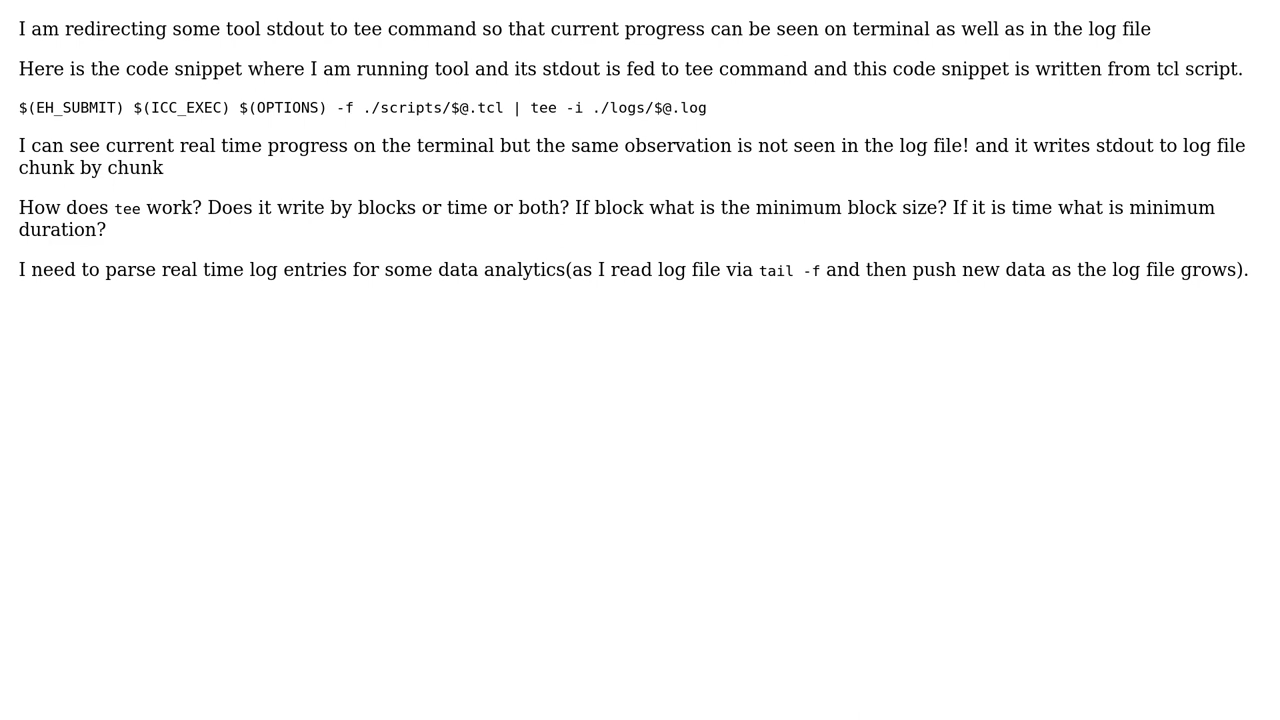 I am redirecting some tool stdout to tee command so that current progress can be seen on terminal as well as in the log file
Here is the code snippet where I am running tool and its stdout is fed to tee command and this code snippet is written from tcl script.
$(EH_SUBMIT) $(ICC_EXEC) $(OPTIONS) -f ./scripts/$@.tcl | tee -i ./logs/$@.log
I can see current real time progress on the terminal but the same observation is not seen in the log file! and it writes stdout to log file
chunk by chunk
How does tee work? Does it write by blocks or time or both? If block what is the minimum block size? If it is time what is minimum
duration?
I need to parse real time log entries for some data analytics(as I read log file via tail -f and then push new data as the log file grows).